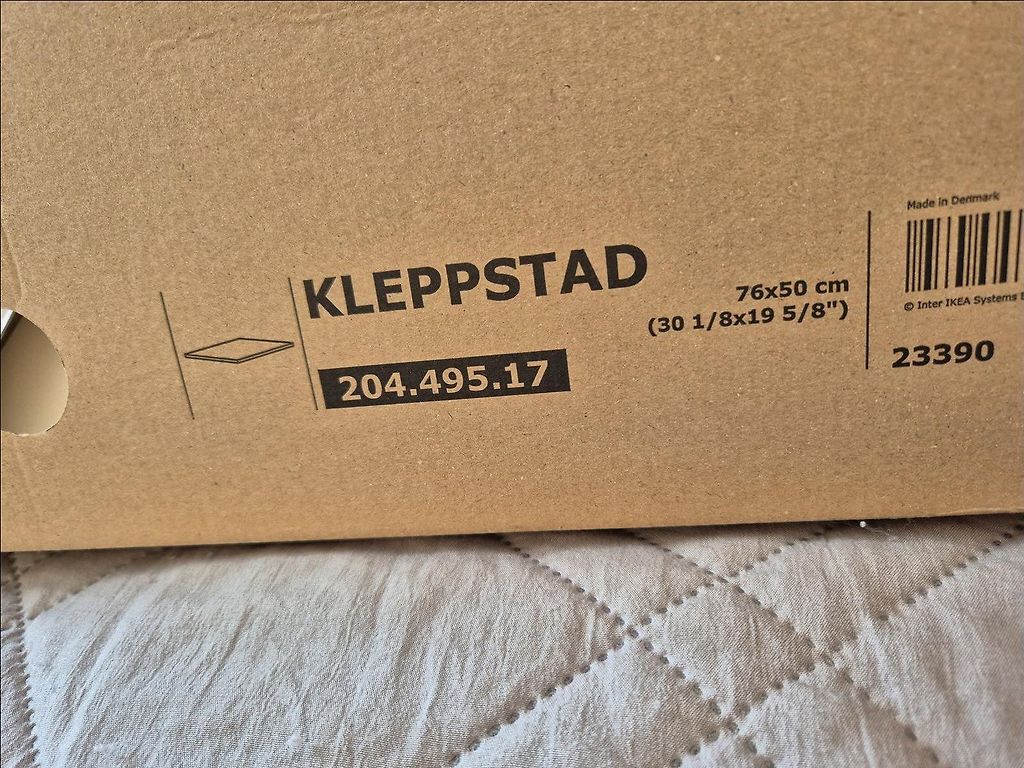 KLEPPSTAD
204.495.17
76x50 cm
(30 1/8x19 5/8")
Made in Denmark
© Inter IKEA Systems
23390